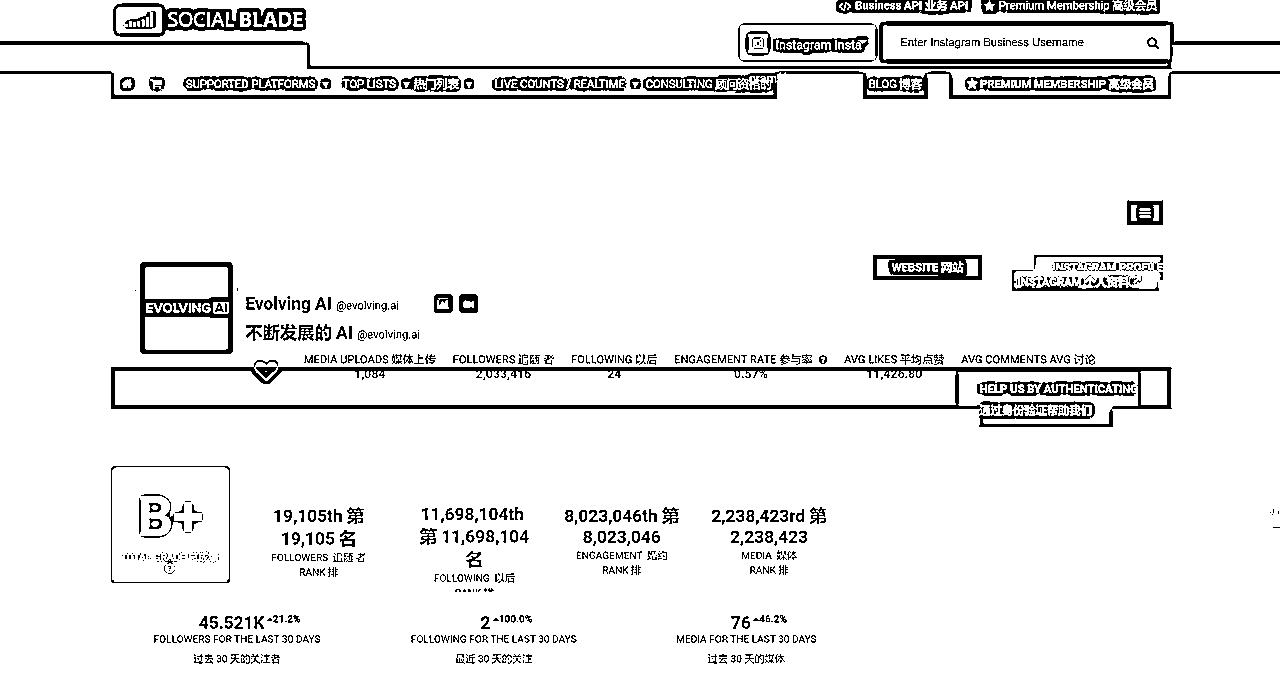 Business API 业务 API ★ Premium Membership 高级会员
SOCIAL BLADE
Instagram Insta
Enter Instagram Business Username
SUPPORTED PLATFORMS TOP LISTS 热门列表 LIVE COUNTS / REALTIME CONSULTING 顾问资格的 BLOG 博客 ★ PREMIUM MEMBERSHIP 高级会员
WEBSITE 网站
INSTAGRAM PROFILE
INSTAGRAM 个人资料
EVOLVING AI
Evolving AI @evolving.ai
不断发展的 AI @evolving.ai
MEDIA UPLOADS 媒体上传 FOLLOWERS 追随 者 FOLLOWING 以后 ENGAGEMENT RATE 参与率 AVG LIKES 平均点赞 AVG COMMENTS AVG 讨论
1,084 2,033,415 24 0.57% 11,426.80
HELP US BY AUTHENTICATING
通过身份验证帮助我们
B+
19,105th 第
19,105 名
FOLLOWERS 追随 者
RANK 排
11,698,104th
第 11,698,104
名
FOLLOWING 以后
RANK 排
8,023,046th 第
8,023,046
ENGAGEMENT 婚约
RANK 排
2,238,423rd 第
2,238,423
MEDIA 媒体
RANK 排
45.521K +21.2%
FOLLOWERS FOR THE LAST 30 DAYS
过去 30 天的关注者
2 +100.0%
FOLLOWING FOR THE LAST 30 DAYS
最近 30 天的关注
76 +46.2%
MEDIA FOR THE LAST 30 DAYS
过去 30 天的媒体